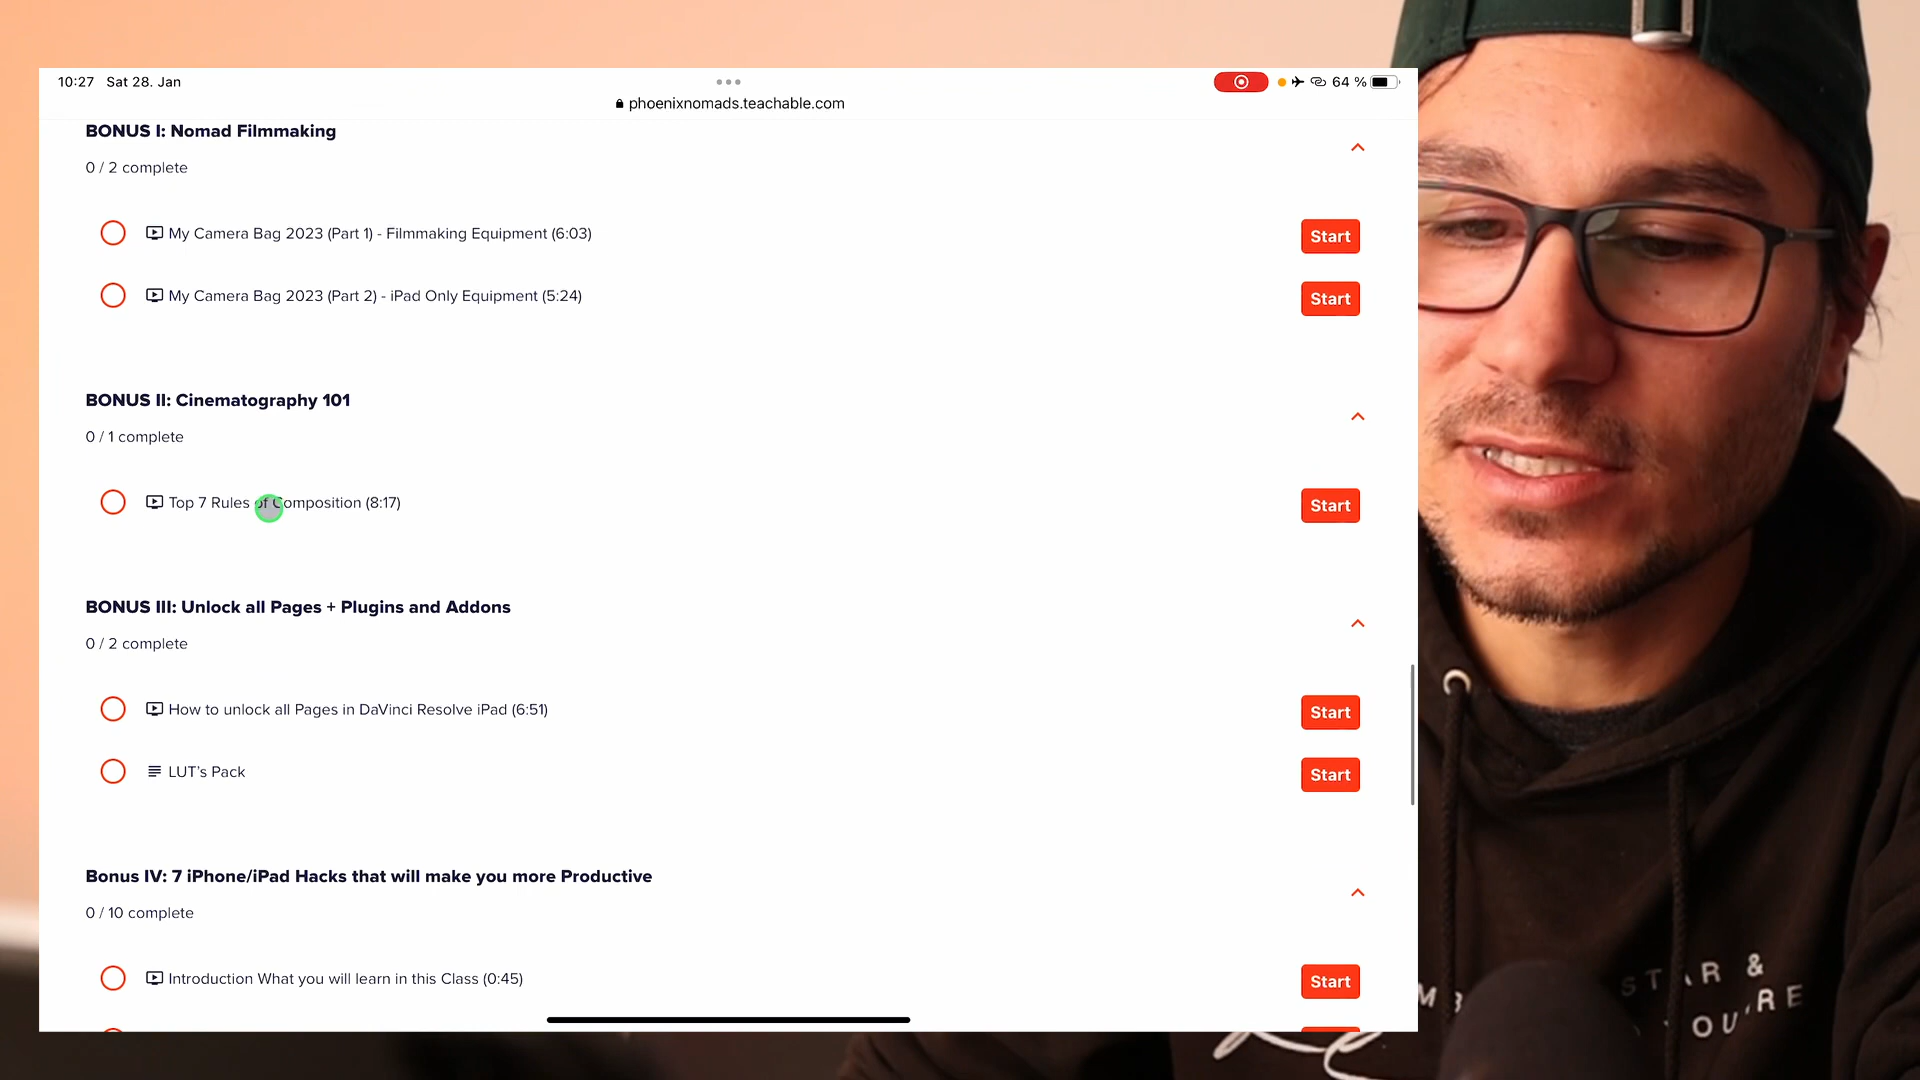 10:27 Sat 28. Jan
64 %
phoenixnomads.teachable.com
BONUS I: Nomad Filmmaking
0 / 2 complete
My Camera Bag 2023 (Part 1) - Filmmaking Equipment (6:03)
Start
My Camera Bag 2023 (Part 2) - iPad Only Equipment (5:24)
Start
BONUS II: Cinematography 101
0 / 1 complete
Top 7 Rules of Composition (8:17)
Start
BONUS III: Unlock all Pages + Plugins and Addons
0 / 2 complete
How to unlock all Pages in DaVinci Resolve iPad (6:51)
Start
LUT's Pack
Start
Bonus IV: 7 iPhone/iPad Hacks that will make you more Productive
0 / 10 complete
Introduction What you will learn in this Class (0:45)
Start